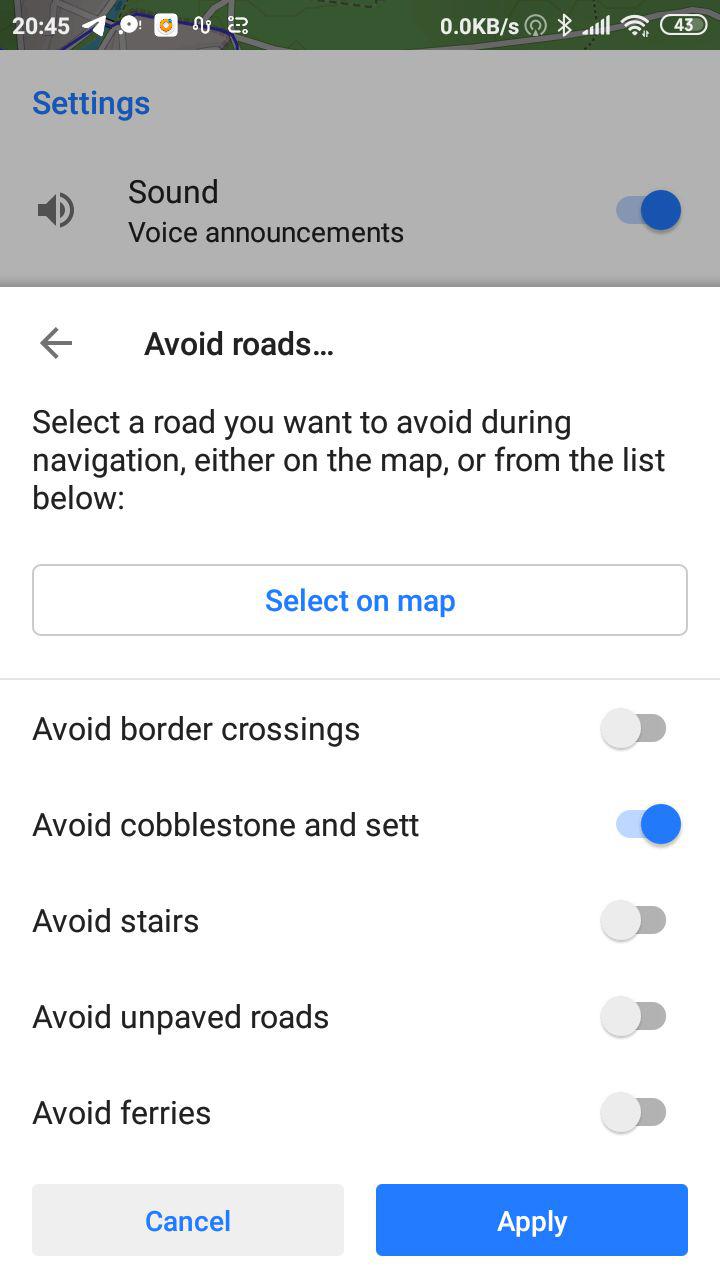 20:45 0.0KB/s 43
Settings
Sound
Voice announcements
Avoid roads…
Select a road you want to avoid during
navigation, either on the map, or from the list
below:
Select on map
Avoid border crossings
Avoid cobblestone and sett
Avoid stairs
Avoid unpaved roads
Avoid ferries
Cancel Apply